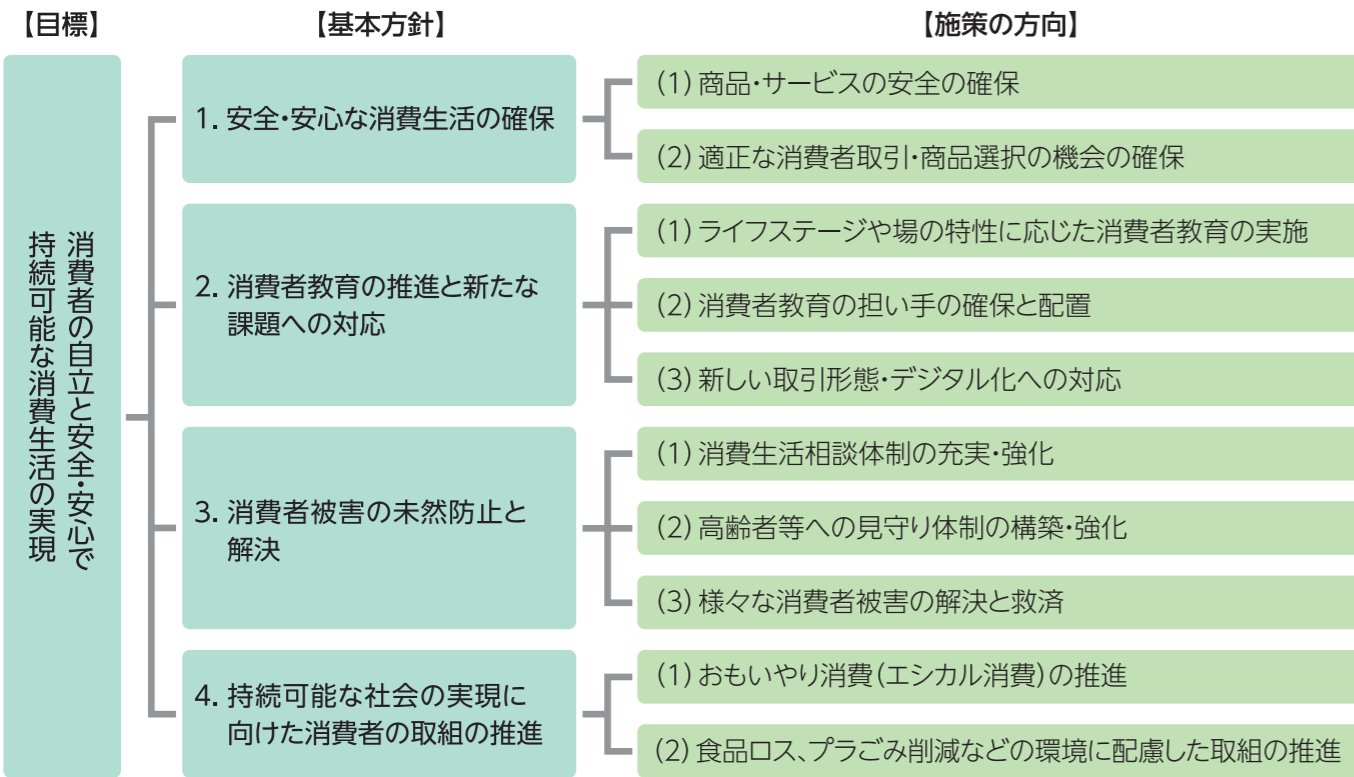 【目標】
【基本方針】
【施策の方向】
消費者の自立と安全・安心で
持続可能な消費生活の実現
1. 安全・安心な消費生活の確保
(1) 商品・サービスの安全の確保
(2) 適正な消費者取引・商品選択の機会の確保
2. 消費者教育の推進と新たな
課題への対応
(1) ライフステージや場の特性に応じた消費者教育の実施
(2) 消費者教育の担い手の確保と配置
(3) 新しい取引形態・デジタル化への対応
3. 消費者被害の未然防止と
解決
(1) 消費生活相談体制の充実・強化
(2) 高齢者等への見守り体制の構築・強化
(3) 様々な消費者被害の解決と救済
4. 持続可能な社会の実現に
向けた消費者の取組の推進
(1) おもいやり消費(エシカル消費)の推進
(2) 食品ロス、プラごみ削減などの環境に配慮した取組の推進